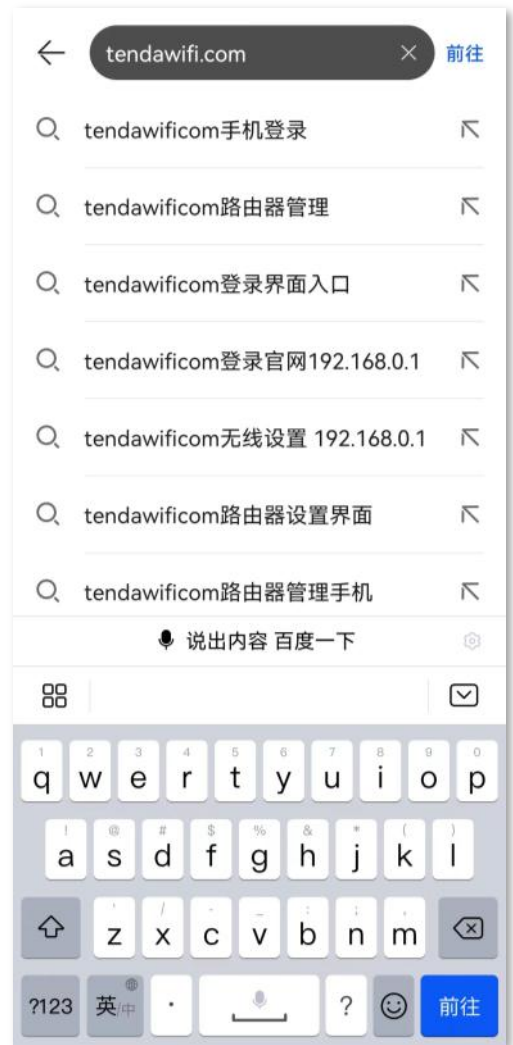 tendawifi.com 前往
tendawificom手机登录
tendawificom路由器管理
tendawificom登录界面入口
tendawificom登录官网192.168.0.1
tendawificom无线设置 192.168.0.1
tendawificom路由器设置界面
tendawificom路由器管理手机
说出内容 百度一下
1 2 3 4 5 6 7 8 9 0
q w e r t y u i o p
! @ # $ % & * ( )
a s d f g h j k l
' / - _ : ; ,
z x c v b n m
?123 英/中 · ? 前往